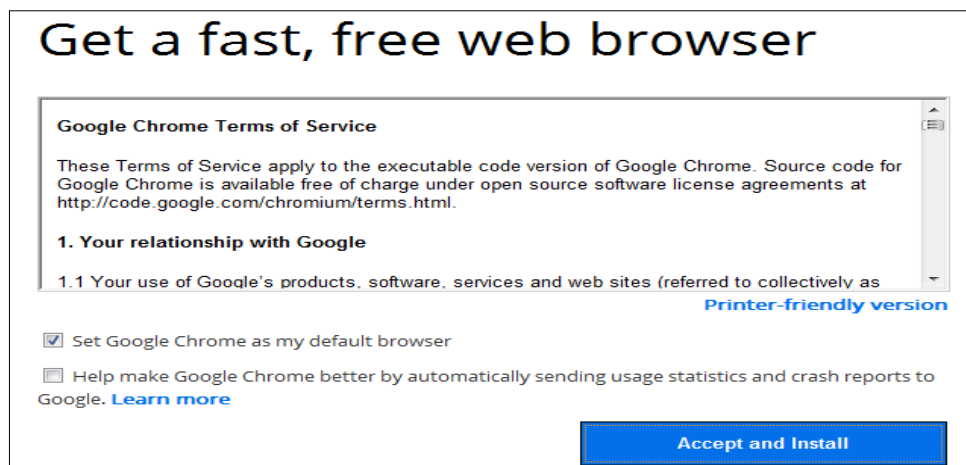 Get a fast, free web browser
Google Chrome Terms of Service
These Terms of Service apply to the executable code version of Google Chrome. Source code for
Google Chrome is available free of charge under open source software license agreements at
http://code.google.com/chromium/terms.html.
1. Your relationship with Google
1.1 Your use of Google's products, software, services and web sites (referred to collectively as
Printer-friendly version
Set Google Chrome as my default browser
Help make Google Chrome better by automatically sending usage statistics and crash reports to
Google. Learn more
Accept and Install